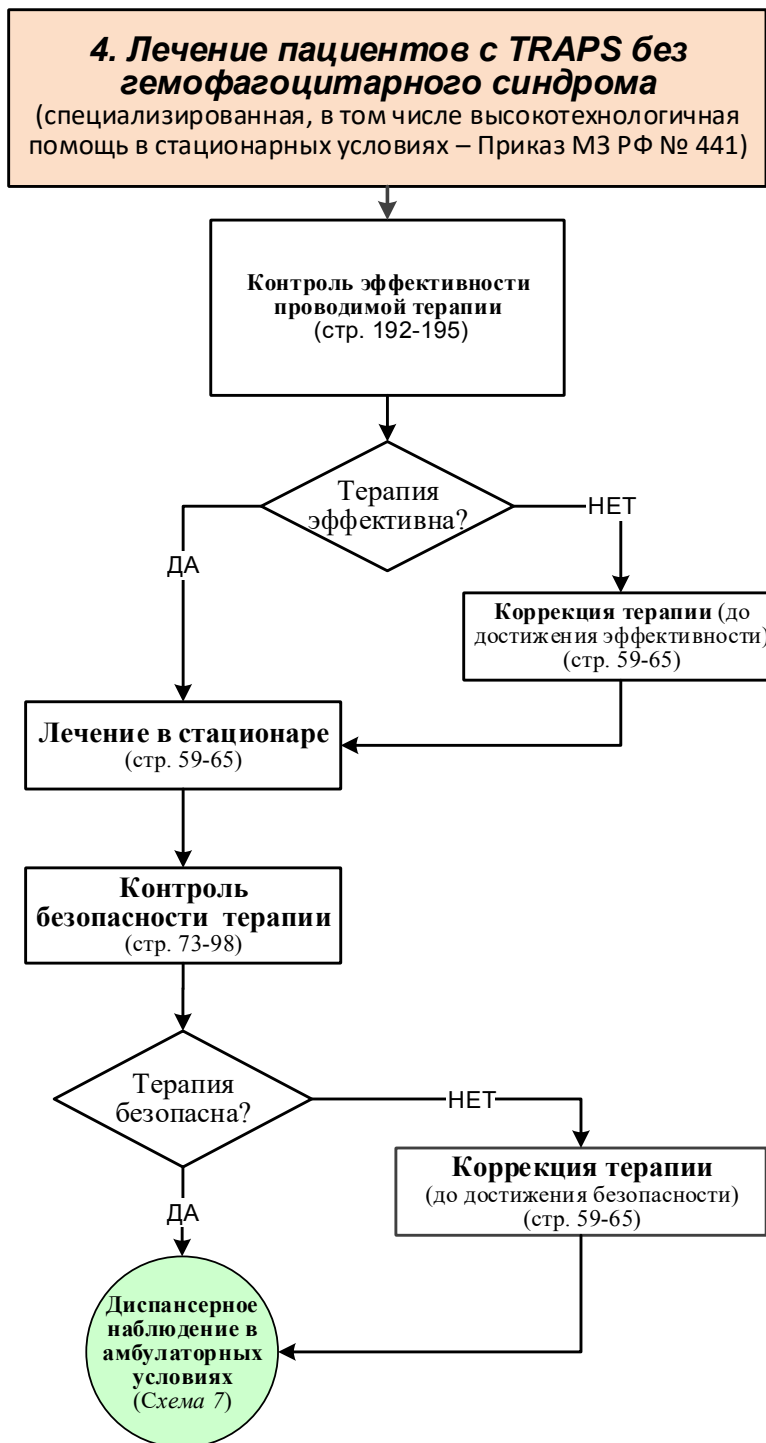 4. Лечение пациентов с TRAPS без
гемофагоцитарного синдрома
(специализированная, в том числе высокотехнологичная
помощь в стационарных условиях – Приказ МЗ РФ № 441)
Контроль эффективности
проводимой терапии
(стр. 192-195)
Терапия
эффективна?
НЕТ
ДА
Коррекция терапии (до
достижения эффективности)
(стр. 59-65)
Лечение в стационаре
(стр. 59-65)
Контроль
безопасности терапии
(стр. 73-98)
Терапия
безопасна?
НЕТ
Коррекция терапии
(до достижения безопасности)
(стр. 59-65)
ДА
Диспансерное
наблюдение в
амбулаторных
условиях
(Схема 7)